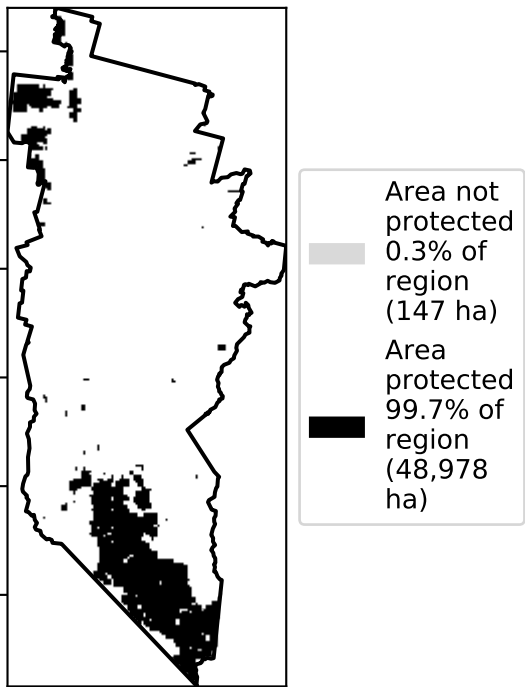 Area not
protected
0.3% of
region
(147 ha)
Area
protected
99.7% of
region
(48,978
ha)